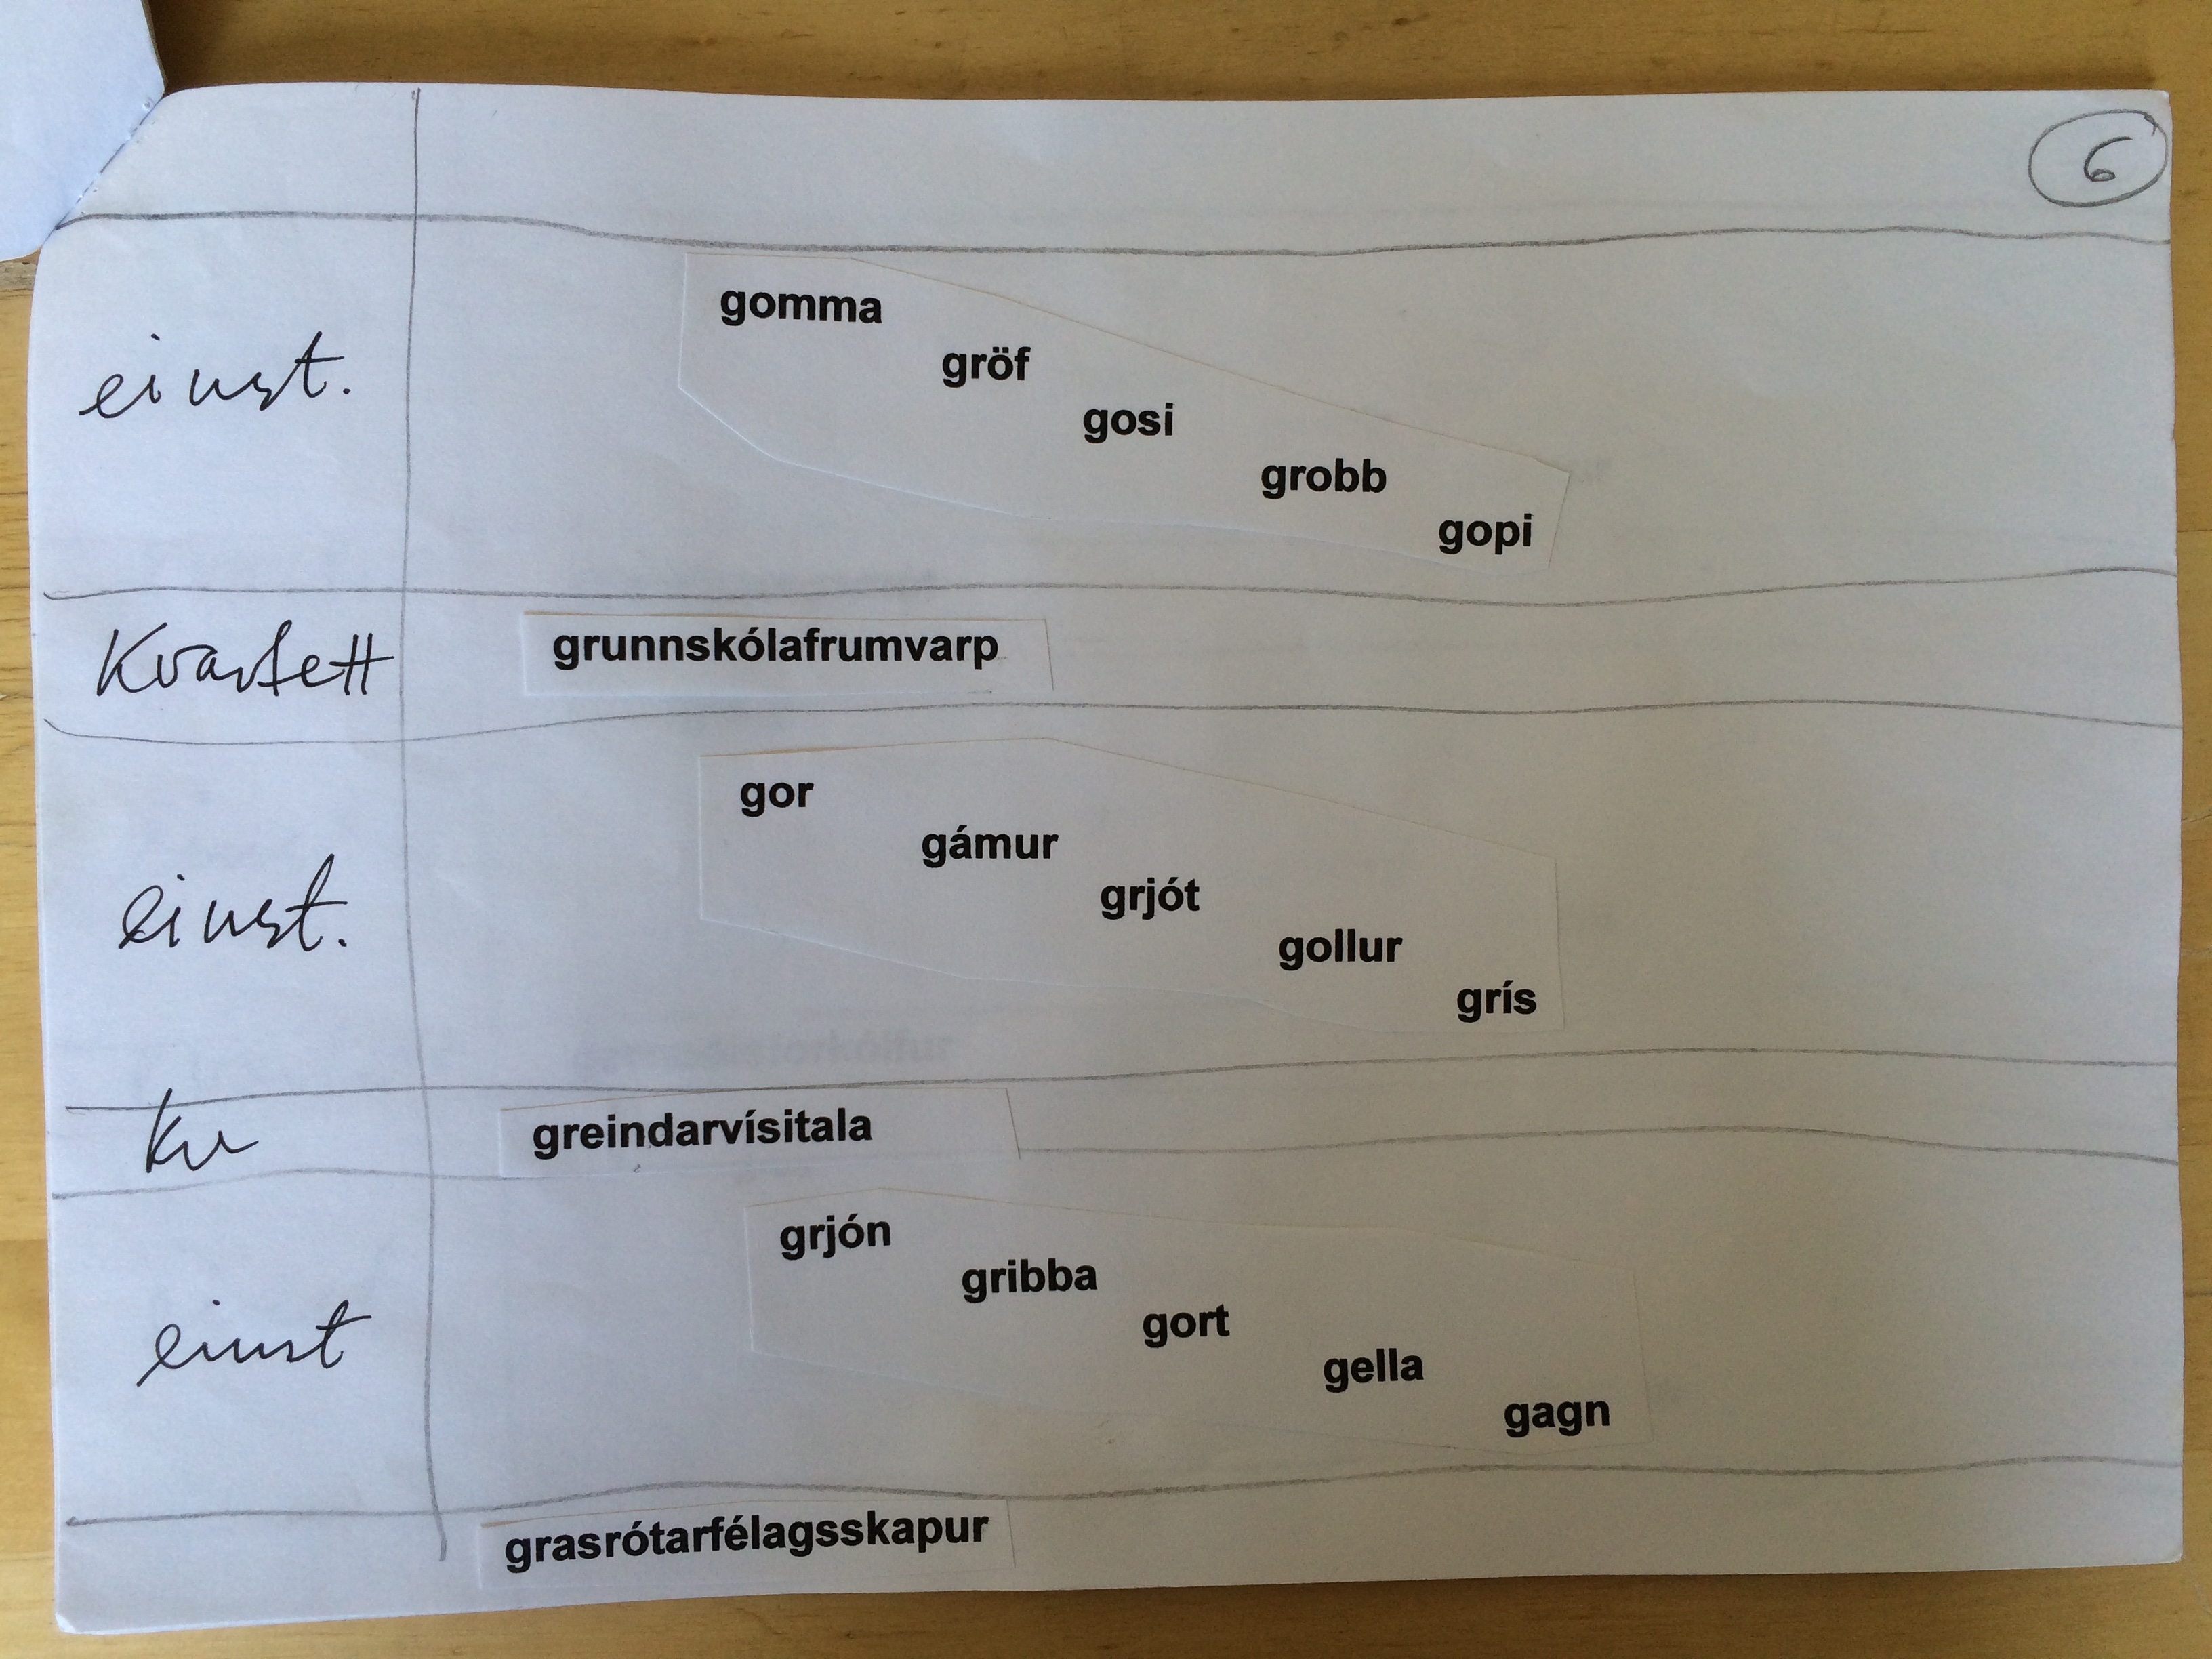 6
einst.
gomma
gröf
gosi
grobb
gopi
Kvartett
grunnskólafrumvarp
einst.
gor
gámur
grjót
gollur
grís
Kv
greindarvísitala
einst
grjón
gribba
gort
gella
gagn
grasrótarfélagsskapur